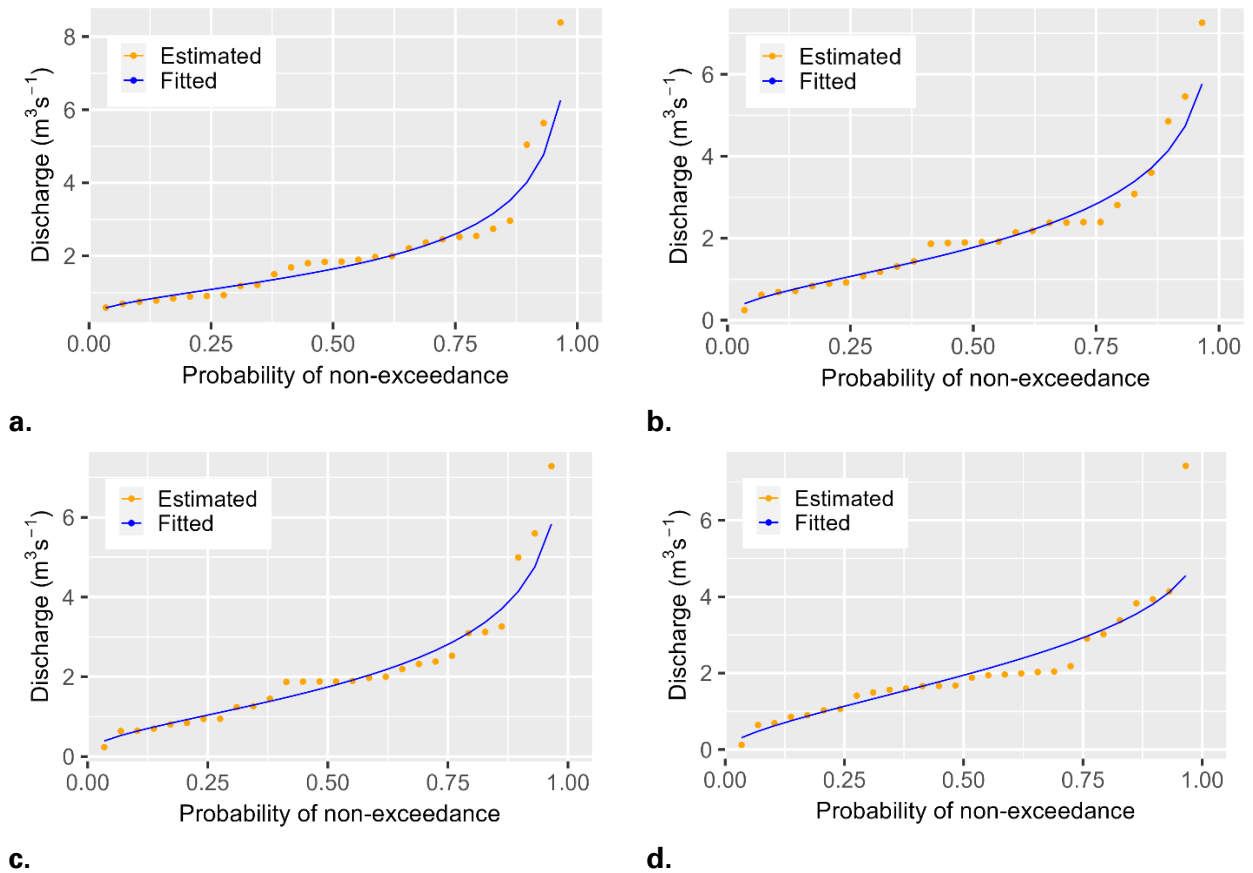 8
6
4
2
Discharge (m³s⁻¹)
Estimated
Fitted
0.00 0.25 0.50 0.75 1.00
Probability of non-exceedance
a.
6
4
2
0
Discharge (m³s⁻¹)
Estimated
Fitted
0.00 0.25 0.50 0.75 1.00
Probability of non-exceedance
b.
6
4
2
0
Discharge (m³s⁻¹)
Estimated
Fitted
0.00 0.25 0.50 0.75 1.00
Probability of non-exceedance
c.
6
4
2
0
Discharge (m³s⁻¹)
Estimated
Fitted
0.00 0.25 0.50 0.75 1.00
Probability of non-exceedance
d.